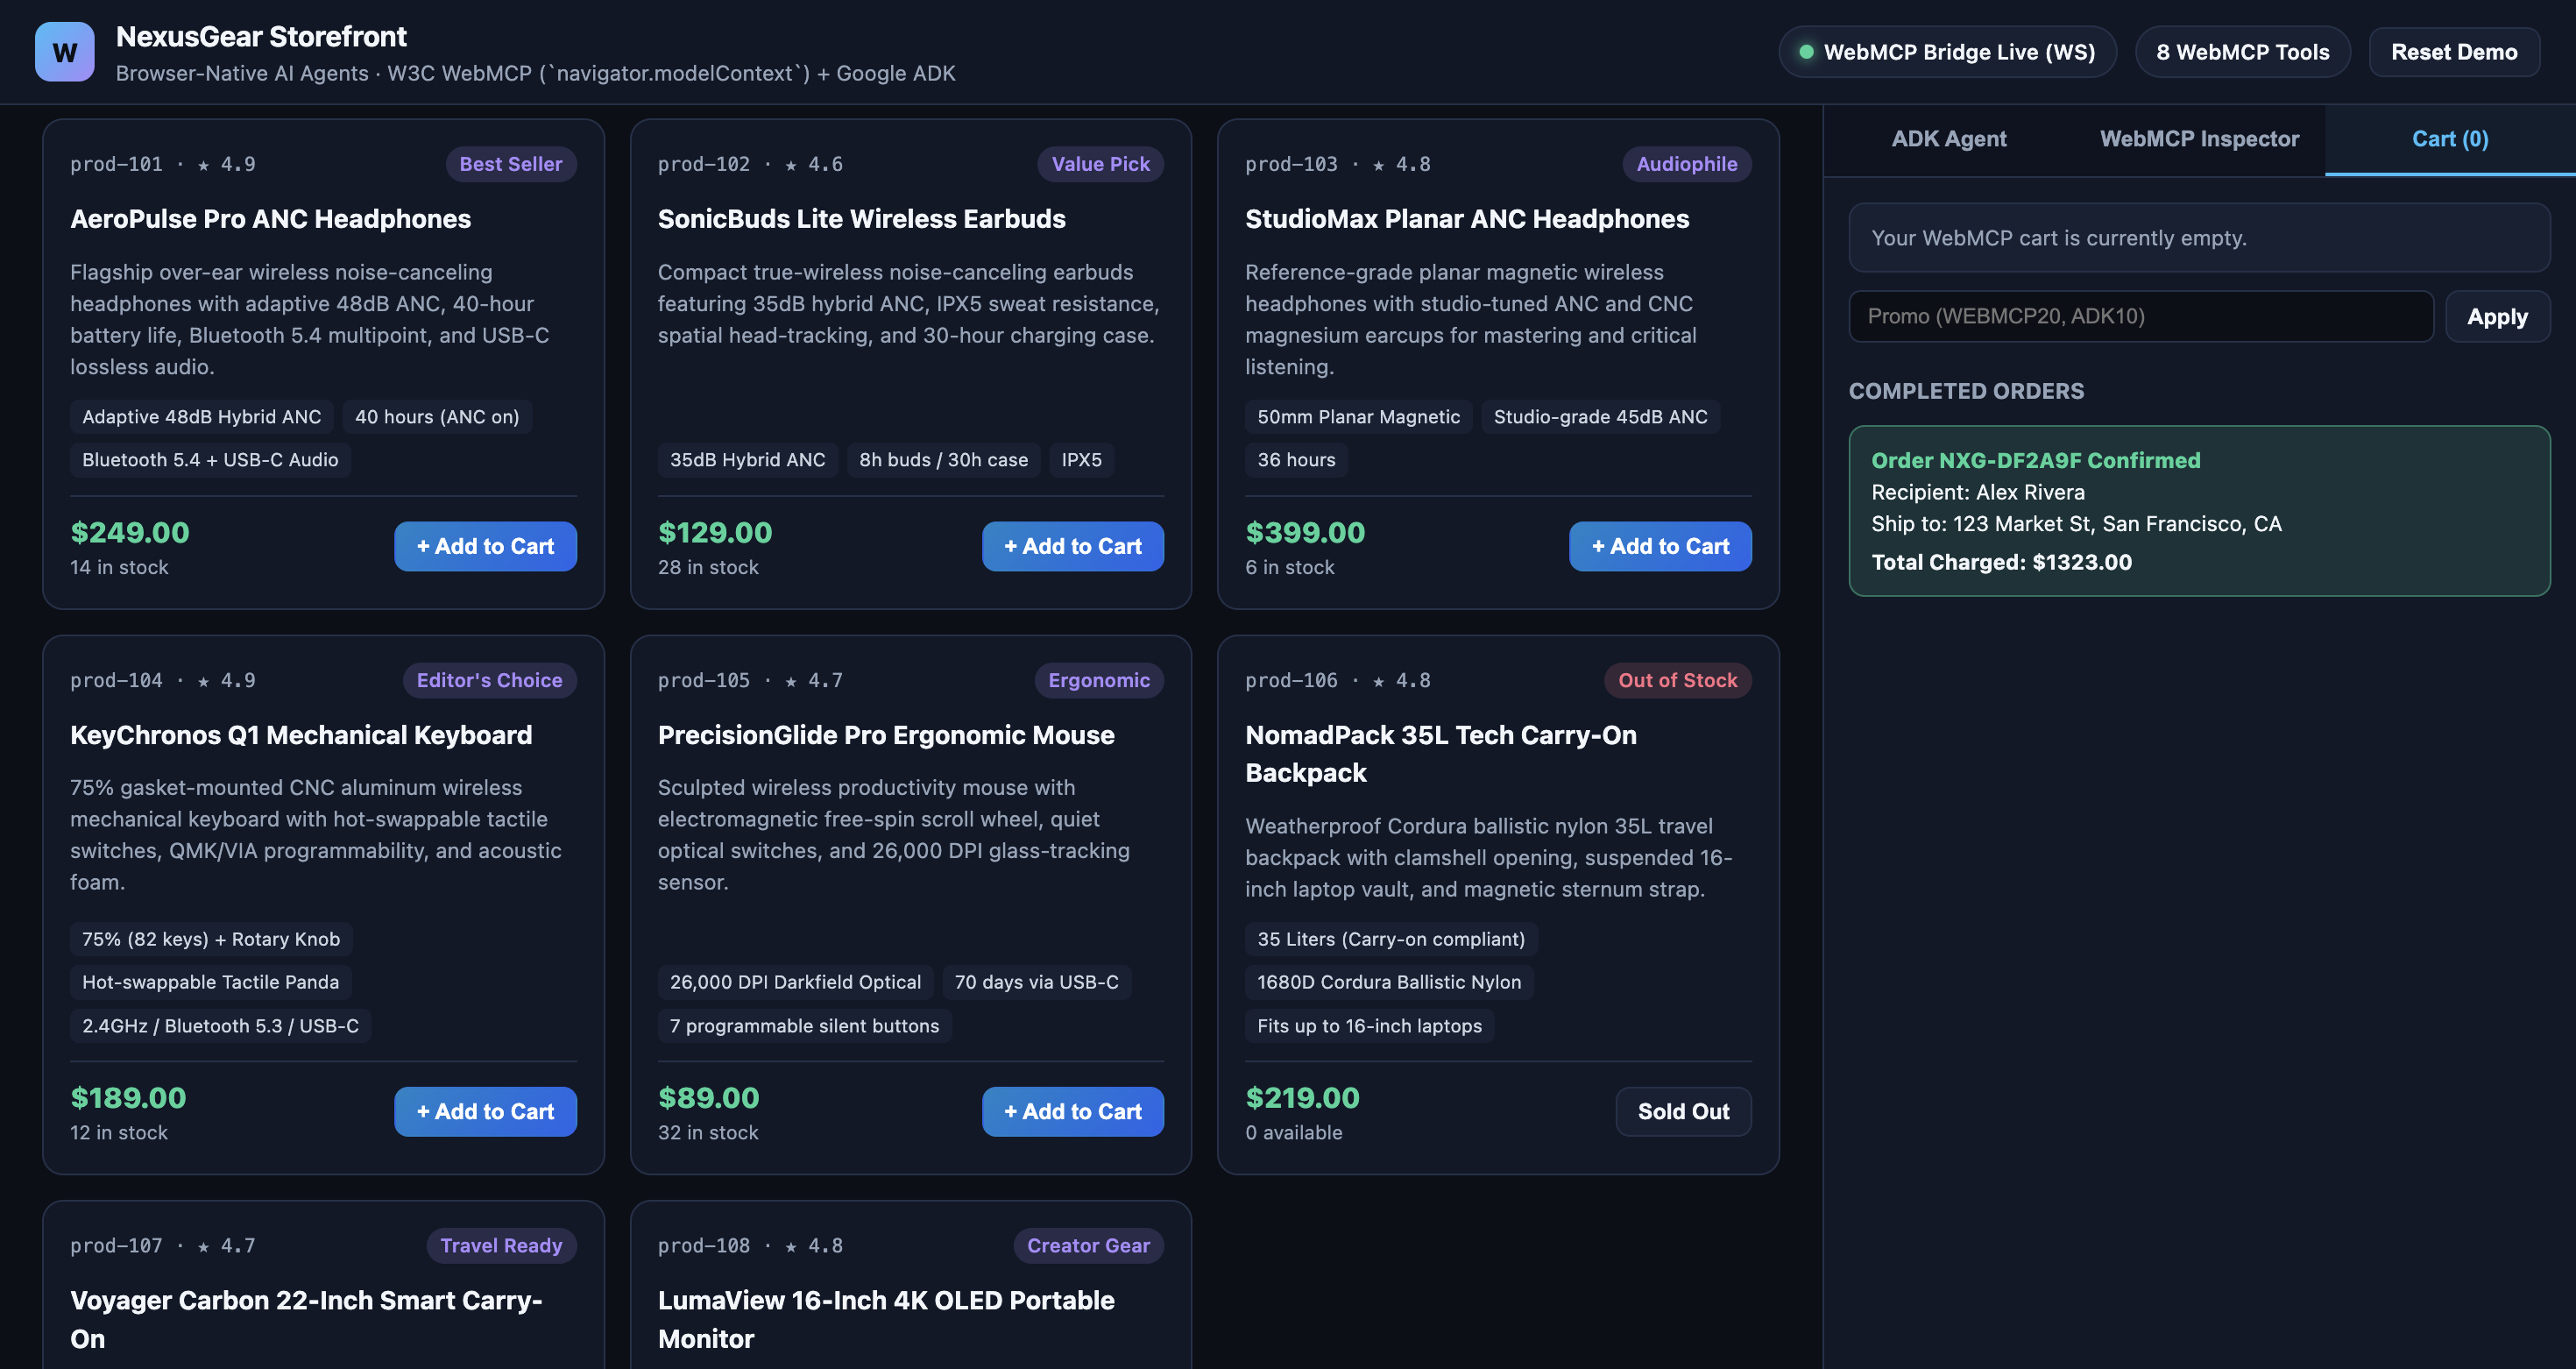 W
NexusGear Storefront
Browser-Native AI Agents · W3C WebMCP (`navigator.modelContext`) + Google ADK
WebMCP Bridge Live (WS)
8 WebMCP Tools
Reset Demo
prod-101 · ★ 4.9
Best Seller
AeroPulse Pro ANC Headphones
Flagship over-ear wireless noise-canceling
headphones with adaptive 48dB ANC, 40-hour
battery life, Bluetooth 5.4 multipoint, and USB-C
lossless audio.
Adaptive 48dB Hybrid ANC
40 hours (ANC on)
Bluetooth 5.4 + USB-C Audio
$249.00
14 in stock
+ Add to Cart
prod-102 · ★ 4.6
Value Pick
SonicBuds Lite Wireless Earbuds
Compact true-wireless noise-canceling earbuds
featuring 35dB hybrid ANC, IPX5 sweat resistance,
spatial head-tracking, and 30-hour charging case.
35dB Hybrid ANC
8h buds / 30h case
IPX5
$129.00
28 in stock
+ Add to Cart
prod-103 · ★ 4.8
Audiophile
StudioMax Planar ANC Headphones
Reference-grade planar magnetic wireless
headphones with studio-tuned ANC and CNC
magnesium earcups for mastering and critical
listening.
50mm Planar Magnetic
Studio-grade 45dB ANC
36 hours
$399.00
6 in stock
+ Add to Cart
prod-104 · ★ 4.9
Editor's Choice
KeyChronos Q1 Mechanical Keyboard
75% gasket-mounted CNC aluminum wireless
mechanical keyboard with hot-swappable tactile
switches, QMK/VIA programmability, and acoustic
foam.
75% (82 keys) + Rotary Knob
Hot-swappable Tactile Panda
2.4GHz / Bluetooth 5.3 / USB-C
$189.00
12 in stock
+ Add to Cart
prod-105 · ★ 4.7
Ergonomic
PrecisionGlide Pro Ergonomic Mouse
Sculpted wireless productivity mouse with
electromagnetic free-spin scroll wheel, quiet
optical switches, and 26,000 DPI glass-tracking
sensor.
26,000 DPI Darkfield Optical
70 days via USB-C
7 programmable silent buttons
$89.00
32 in stock
+ Add to Cart
prod-106 · ★ 4.8
Out of Stock
NomadPack 35L Tech Carry-On
Backpack
Weatherproof Cordura ballistic nylon 35L travel
backpack with clamshell opening, suspended 16-
inch laptop vault, and magnetic sternum strap.
35 Liters (Carry-on compliant)
1680D Cordura Ballistic Nylon
Fits up to 16-inch laptops
$219.00
0 available
Sold Out
prod-107 · ★ 4.7
Travel Ready
Voyager Carbon 22-Inch Smart Carry-
On
prod-108 · ★ 4.8
Creator Gear
LumaView 16-Inch 4K OLED Portable
Monitor
ADK Agent
WebMCP Inspector
Cart (0)
Your WebMCP cart is currently empty.
Promo (WEBMCP20, ADK10)
Apply
COMPLETED ORDERS
Order NXG-DF2A9F Confirmed
Recipient: Alex Rivera
Ship to: 123 Market St, San Francisco, CA
Total Charged: $1323.00